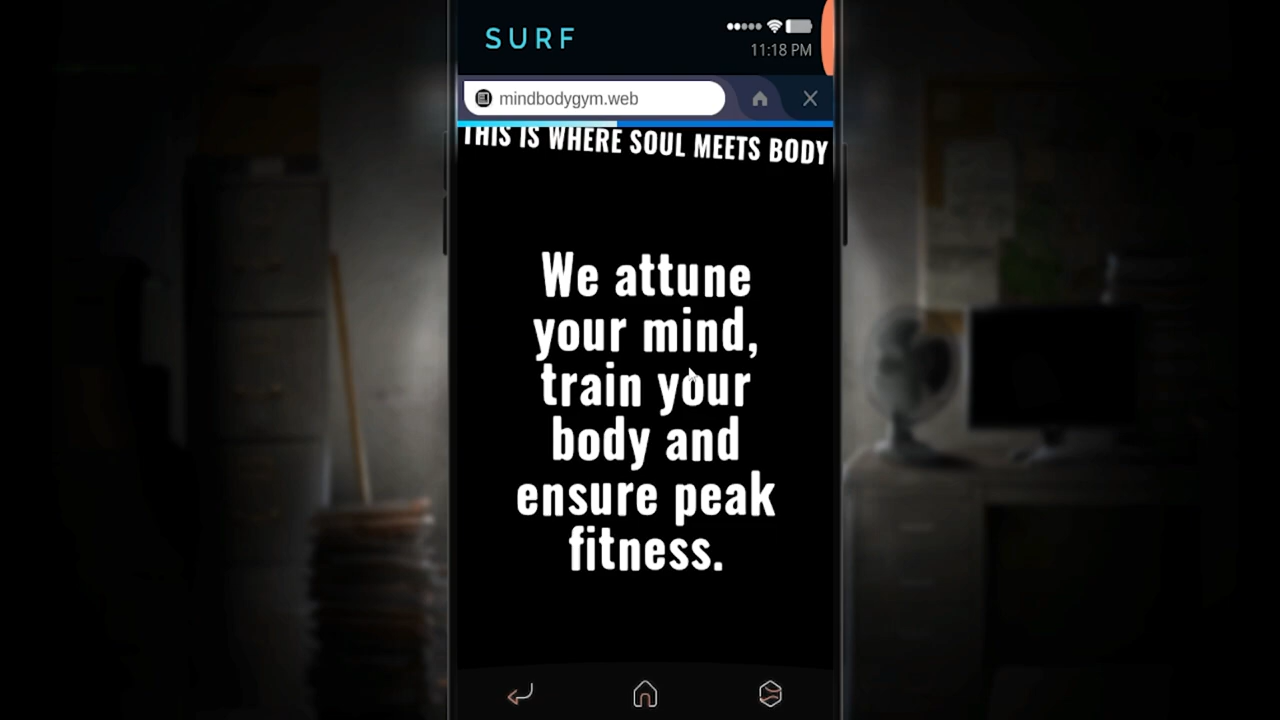 SURF
11:18 PM
mindbodygym.web
THIS IS WHERE SOUL MEETS BODY
We attune
your mind,
train your
body and
ensure peak
fitness.